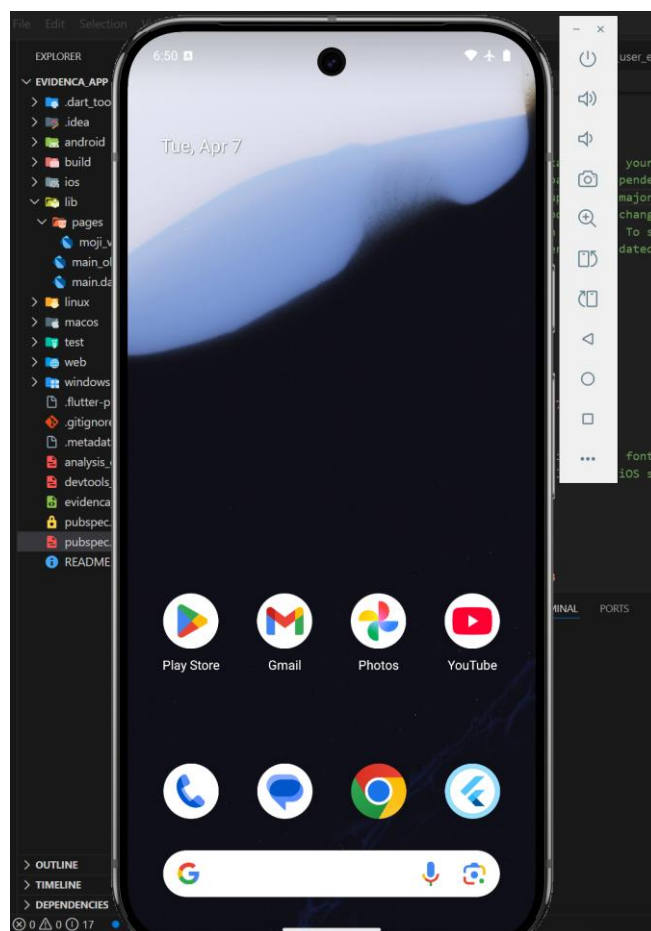 File Edit Selection
EXPLORER
EVIDENCA_APP
.dart_too
.idea
android
build
ios
lib
pages
moji_v
main_ol
main.da
linux
macos
test
web
windows
.flutter-p
.gitignore
.metadat
analysis_
devtools_
evidenca
pubspec.
pubspec.
README
OUTLINE
TIMELINE
DEPENDENCIES
0 0 17
6:50
Tue, Apr 7
Play Store Gmail Photos YouTube
user_e
your
pende
major
chang
To s
dated
font
iOS s
MINAL PORTS